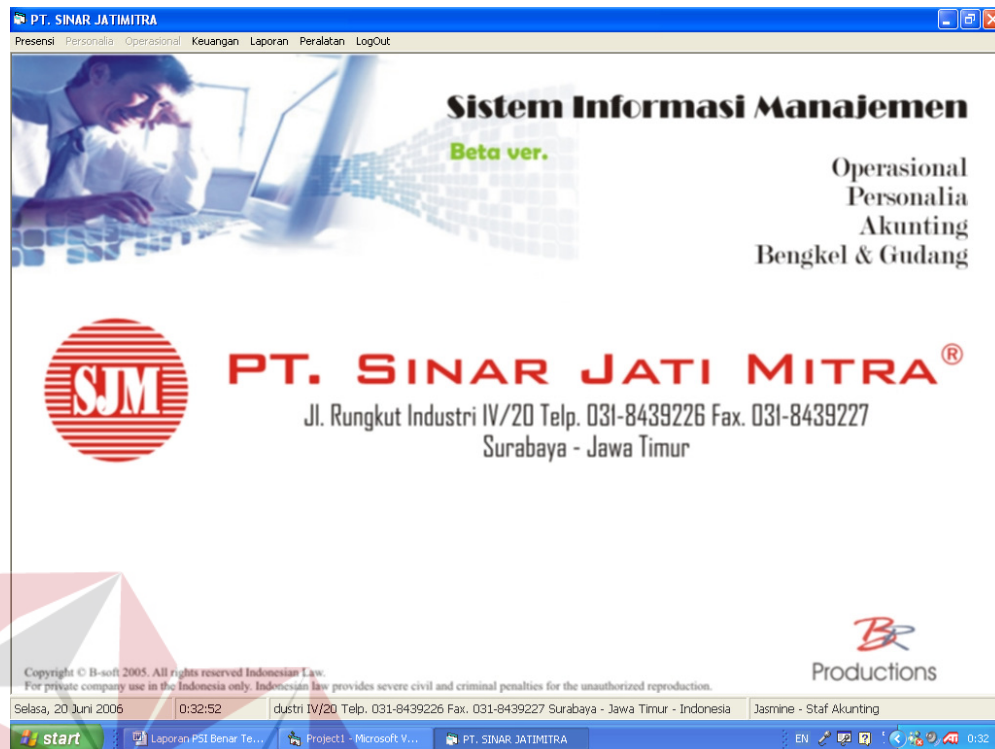 PT. SINAR JATIMITRA
Presensi Personalia Operasional Keuangan Laporan Peralatan LogOut
Sistem Informasi Manajemen
Beta ver.
Operasional
Personalia
Akunting
Bengkel & Gudang
SJM
PT. SINAR JATI MITRA®
Jl. Rungkut Industri IV/20 Telp. 031-8439226 Fax. 031-8439227
Surabaya - Jawa Timur
BR
Productions
Copyright © B-soft 2005. All rights reserved Indonesian Law.
For private company use in the Indonesia only. Indonesian law provides severe civil and criminal penalties for the unauthorized reproduction.
Selasa, 20 Juni 2006 0:32:52 dustri IV/20 Telp. 031-8439226 Fax. 031-8439227 Surabaya - Jawa Timur - Indonesia Jasmine - Staf Akunting
start Laporan PSI Benar Te... Project1 - Microsoft V... PT. SINAR JATIMITRA EN ATI 0:32